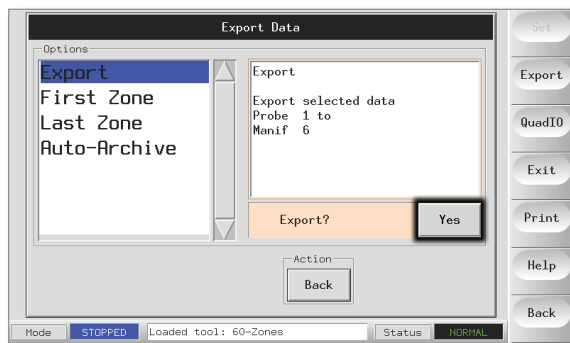 Export Data
Options
Export
First Zone
Last Zone
Auto-Archive
Export
Export selected data
Probe 1 to
Manif 6
Export?
Yes
Action
Back
Set
Export
QuadIO
Exit
Print
Help
Back
Mode
STOPPED
Loaded tool: 60-Zones
Status
NORMAL